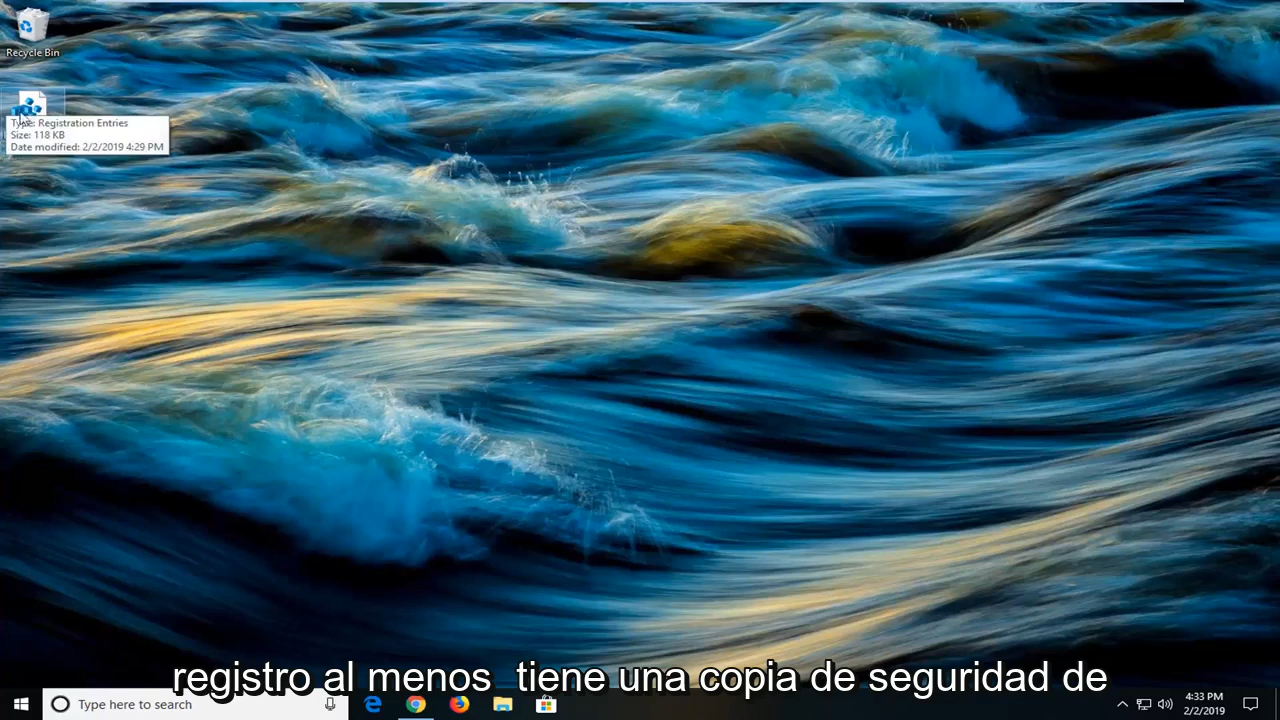 Recycle Bin
Type: Registration Entries
Size: 118 KB
Date modified: 2/2/2019 4:29 PM
registro al menos tiene una copia de seguridad de
Type here to search
4:33 PM
2/2/2019